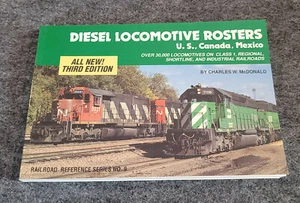 DIESEL LOCOMOTIVE ROSTERS
U.S., Canada, Mexico
ALL NEW!
THIRD EDITION
OVER 30,000 LOCOMOTIVES ON CLASS 1, REGIONAL,
SHORTLINE, AND INDUSTRIAL RAILROADS
BY CHARLES W. McDONALD
RAILROAD REFERENCE SERIES NO. 8